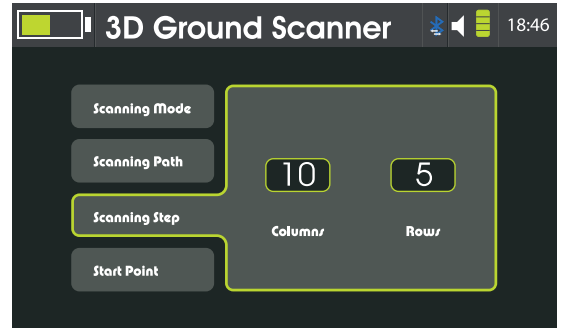 3D Ground Scanner 18:46
Scanning Mode
Scanning Path
Scanning Step
Start Point
10 5
Columns Rows